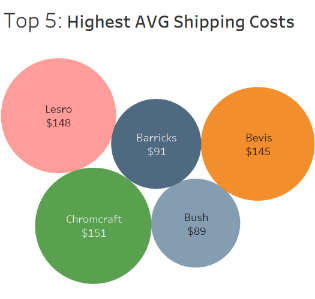 Top 5: Highest AVG Shipping Costs
Lesro
$148
Barricks
$91
Bevis
$145
Chromcraft
$151
Bush
$89